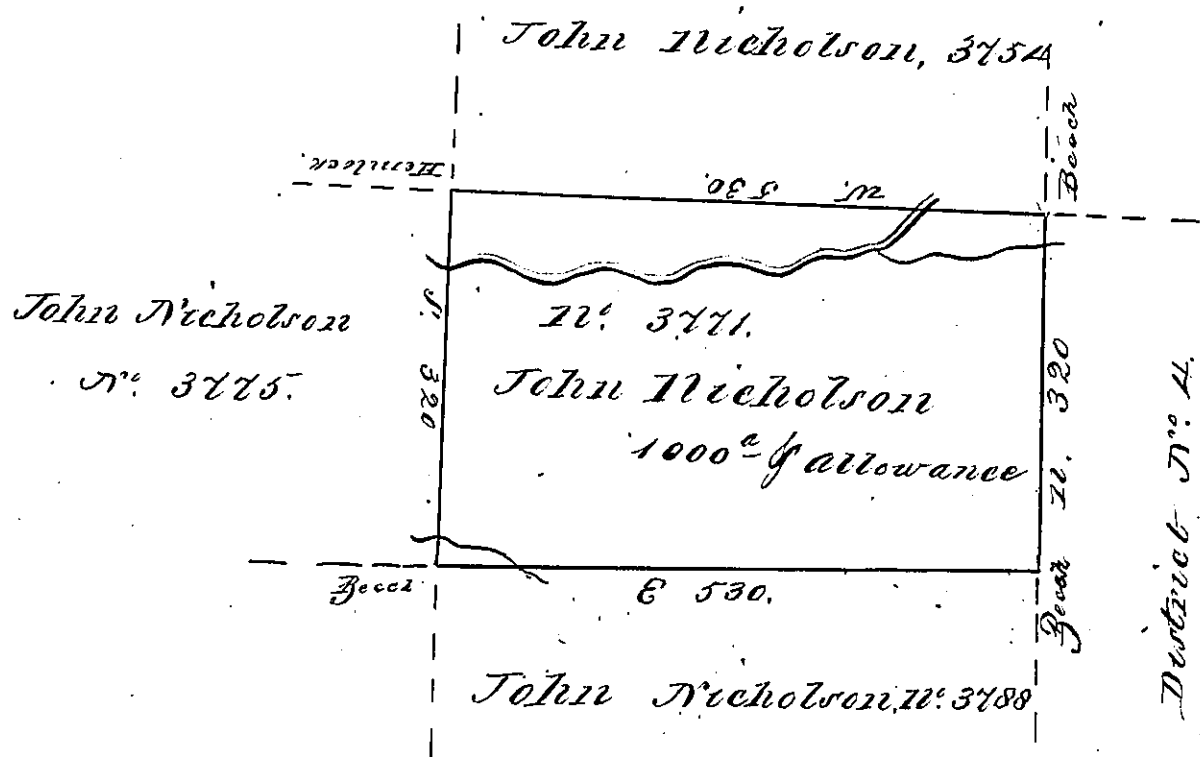 John Nicholson, 3754
Beech
Hemlock.
W. 530.
John Nicholson
No. 3775.
S. 320
No. 3771.
John Nicholson
1000a & allowance
N. 320
District No. 4.
Beech
E 530.
Beech
John Nicholson, No. 3788